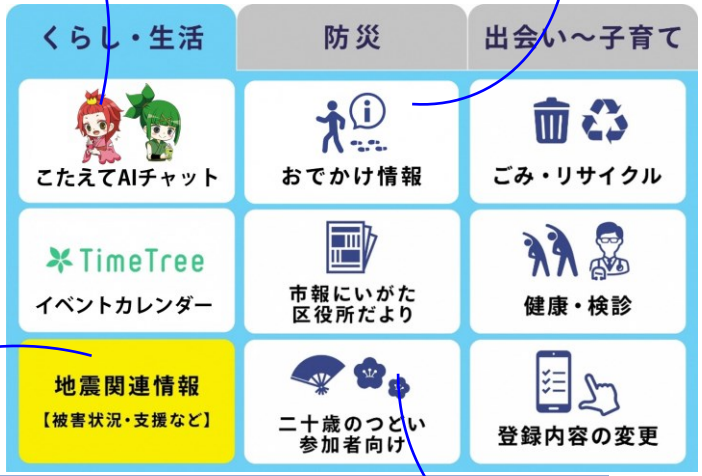 くらし・生活
防災
出会い～子育て
こたえてAIチャット
おでかけ情報
ごみ・リサイクル
TimeTree
イベントカレンダー
市報にいがた
区役所だより
健康・検診
地震関連情報
【被害状況・支援など】
二十歳のつどい
参加者向け
登録内容の変更